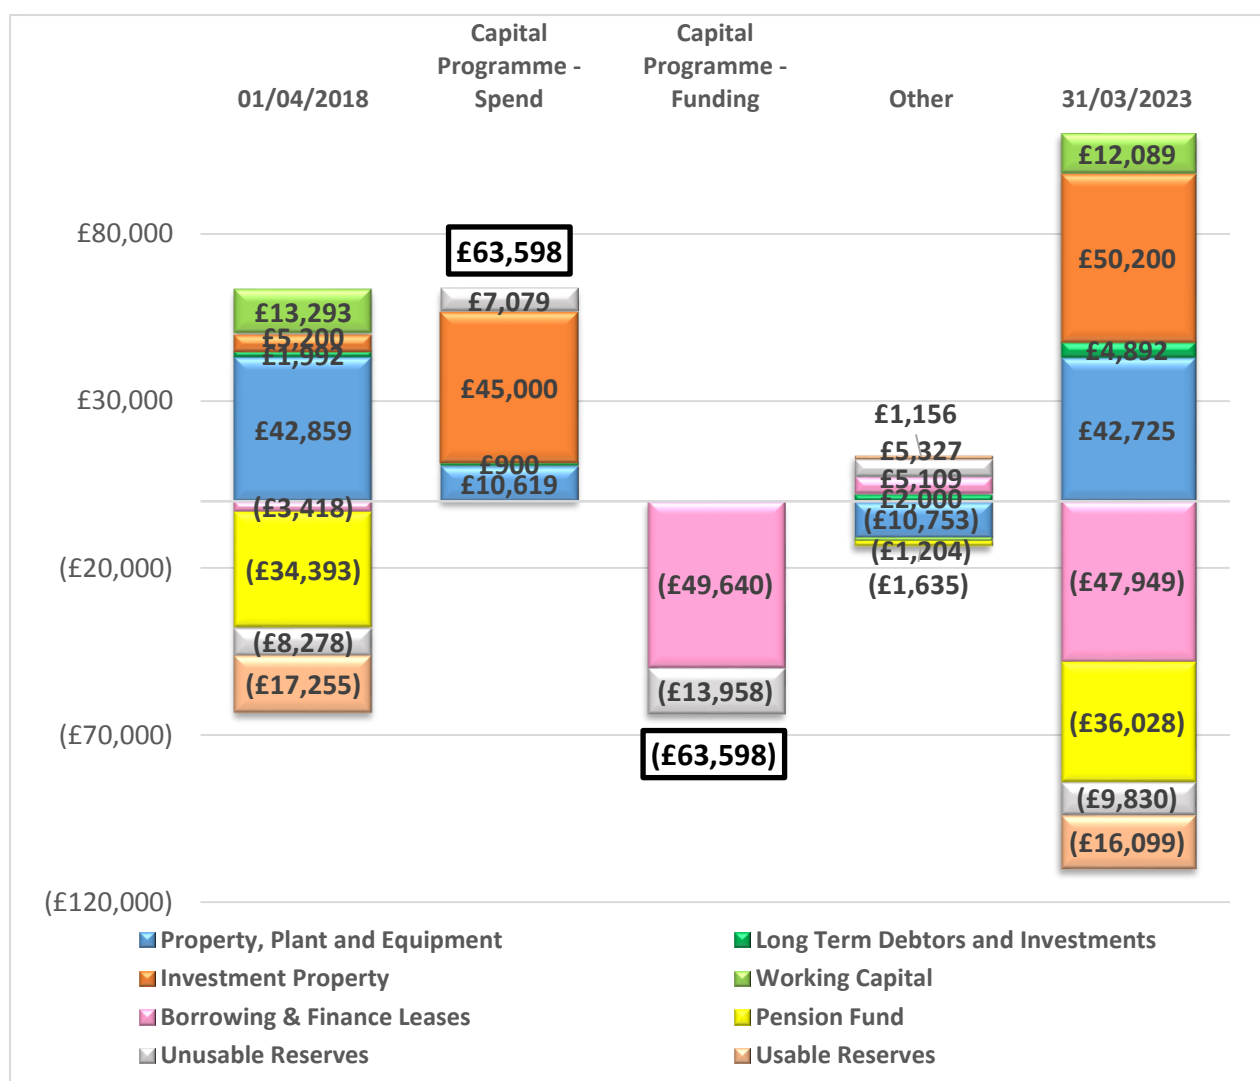 Capital
Programme -
Spend
Capital
Programme -
Funding
01/04/2018
Other
31/03/2023
£80,000
£30,000
(£20,000)
(£70,000)
(£120,000)
£13,293
£5,200
£1,992
£42,859
(£3,418)
(£34,393)
(£8,278)
(£17,255)
£63,598
£7,079
£45,000
£900
£10,619
(£49,640)
(£13,958)
(£63,598)
£1,156
£5,327
£5,109
£2,000
(£10,753)
(£1,204)
(£1,635)
£12,089
£50,200
£4,892
£42,725
(£47,949)
(£36,028)
(£9,830)
(£16,099)
Property, Plant and Equipment
Long Term Debtors and Investments
Investment Property
Working Capital
Borrowing & Finance Leases
Pension Fund
Unusable Reserves
Usable Reserves